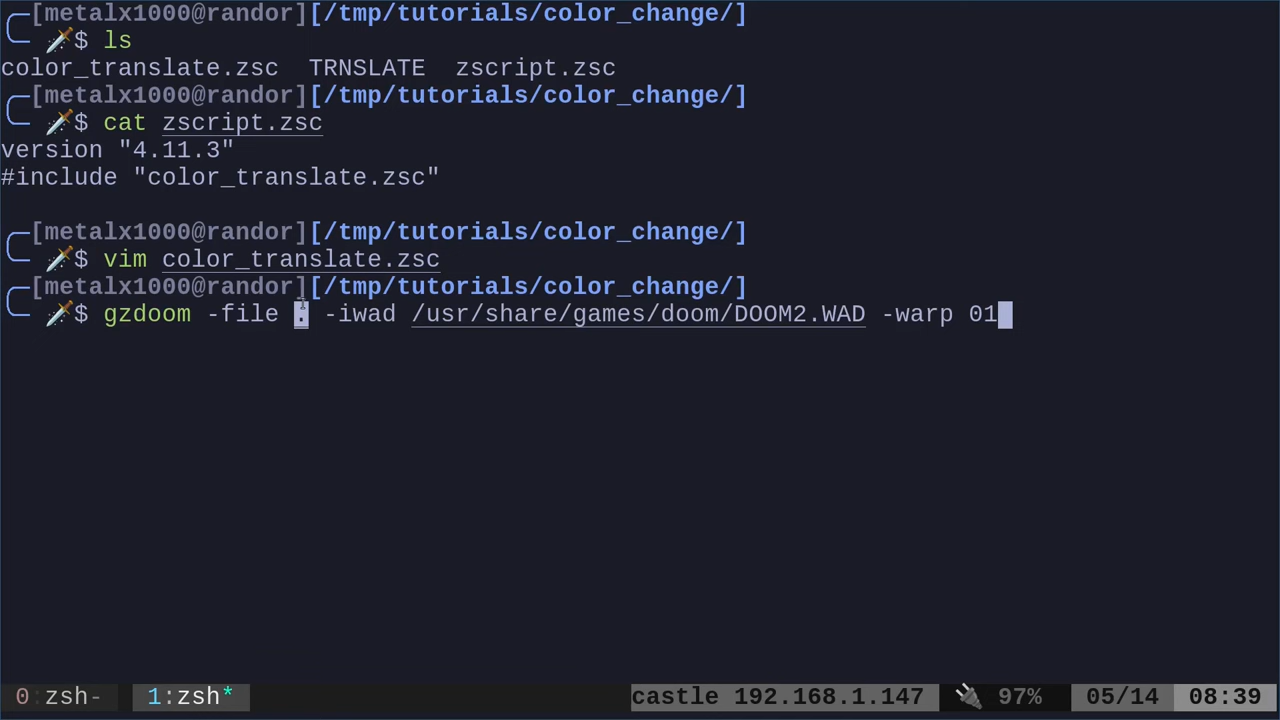 [metalx1000@randor][/tmp/tutorials/color_change/]
$ ls
color_translate.zsc  TRNSLATE  zscript.zsc
[metalx1000@randor][/tmp/tutorials/color_change/]
$ cat zscript.zsc
version "4.11.3"
#include "color_translate.zsc"
[metalx1000@randor][/tmp/tutorials/color_change/]
$ vim color_translate.zsc
[metalx1000@randor][/tmp/tutorials/color_change/]
$ gzdoom -file . -iwad /usr/share/games/doom/DOOM2.WAD -warp 01
0:zsh-  1:zsh*  castle 192.168.1.147  97%  05/14  08:39